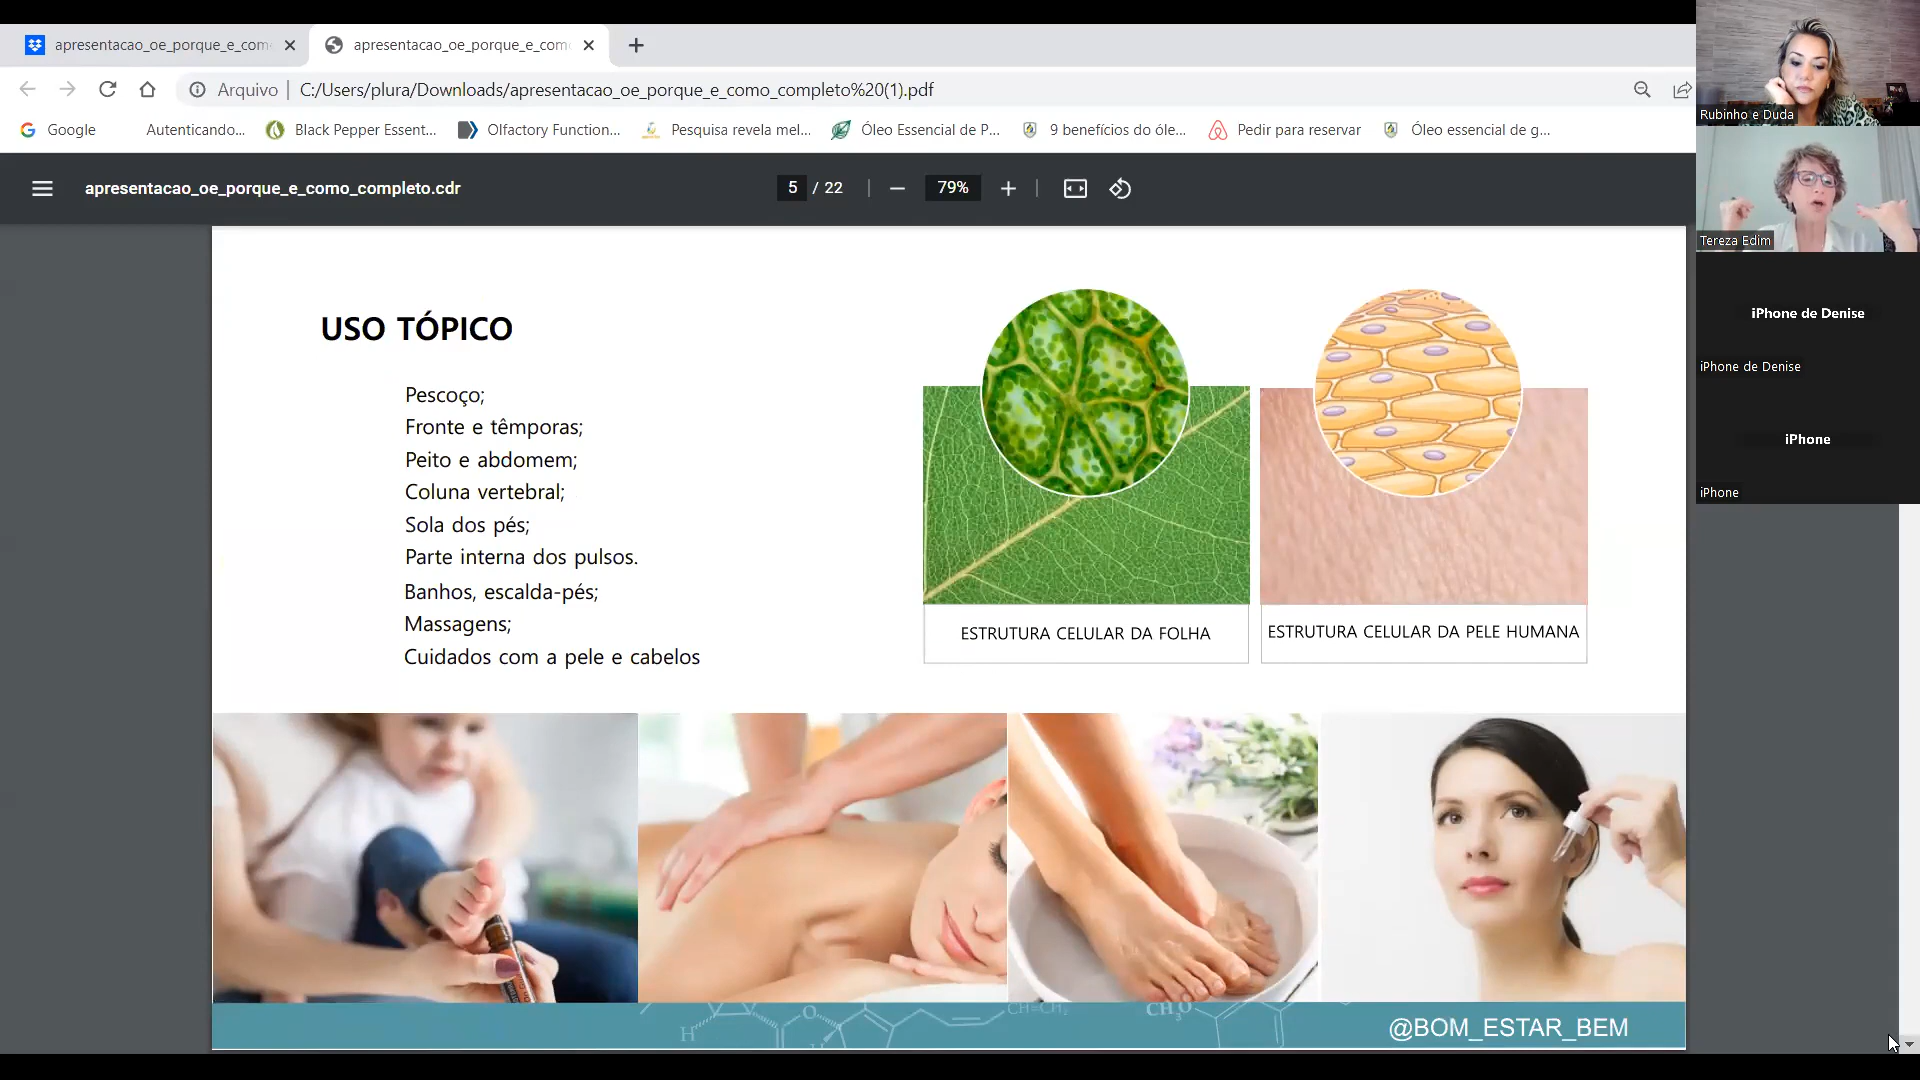 apresentacao_oe_porque_e_com
apresentacao_oe_porque_e_com
Arquivo
C:/Users/plura/Downloads/apresentacao_oe_porque_e_como_completo%20(1).pdf
Google
Autenticando...
Black Pepper Essent...
Olfactory Function...
Pesquisa revela mel...
Óleo Essencial de P...
9 benefícios do óle...
Pedir para reservar
Óleo essencial de g...
apresentacao_oe_porque_e_como_completo.cdr
5 / 22
79%
Rubinho e Duda
Tereza Edim
iPhone de Denise
iPhone de Denise
iPhone
iPhone
USO TÓPICO
Pescoço;
Fronte e têmporas;
Peito e abdomem;
Coluna vertebral;
Sola dos pés;
Parte interna dos pulsos.
Banhos, escalda-pés;
Massagens;
Cuidados com a pele e cabelos
ESTRUTURA CELULAR DA FOLHA
ESTRUTURA CELULAR DA PELE HUMANA
H
O
H
CH=CH₂
CH₃O
@BOM_ESTAR_BEM